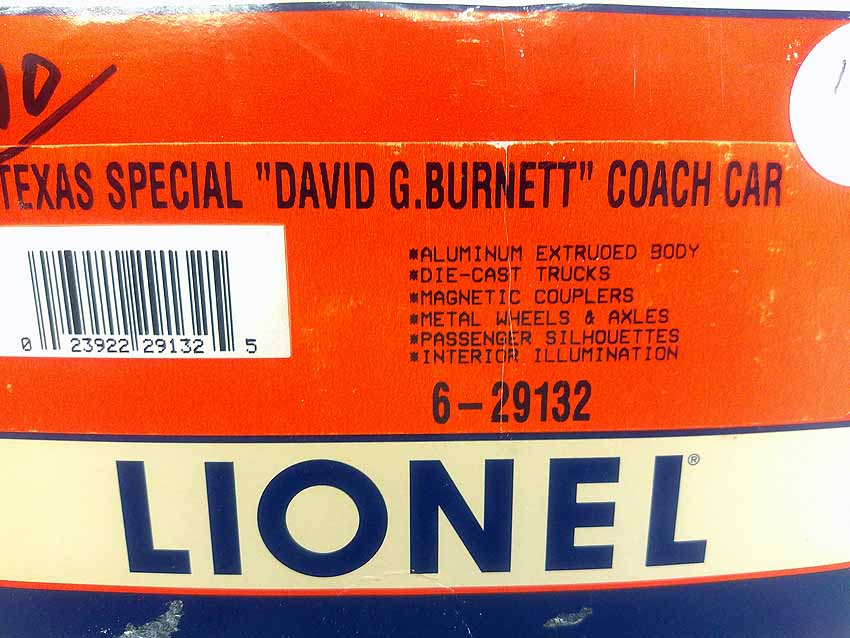 TEXAS SPECIAL "DAVID G.BURNETT" COACH CAR
*ALUMINUM EXTRUDED BODY
*DIE-CAST TRUCKS
*MAGNETIC COUPLERS
*METAL WHEELS & AXLES
*PASSENGER SILHOUETTES
*INTERIOR ILLUMINATION
0 23922 29132 5
6-29132
LIONEL®